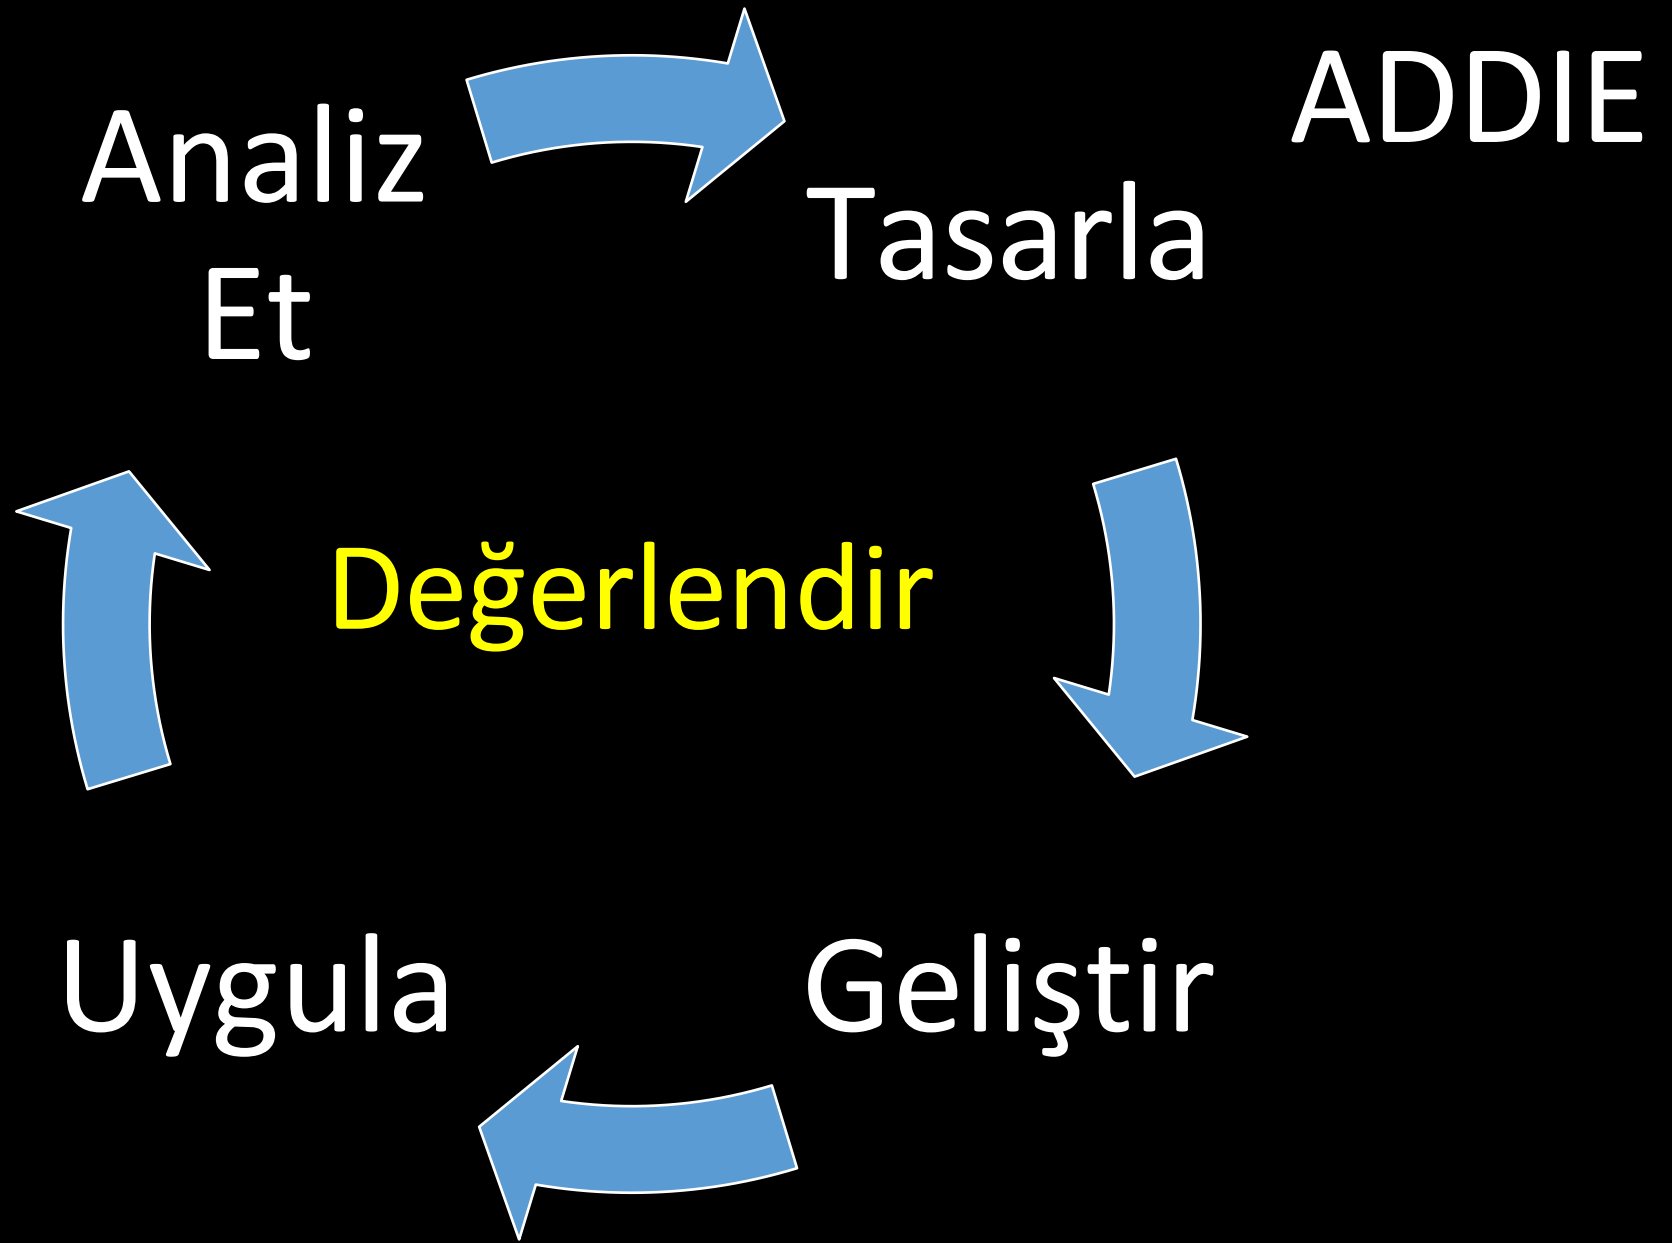 ADDIE
Analiz
Et
Tasarla
Değerlendir
Uygula
Geliştir